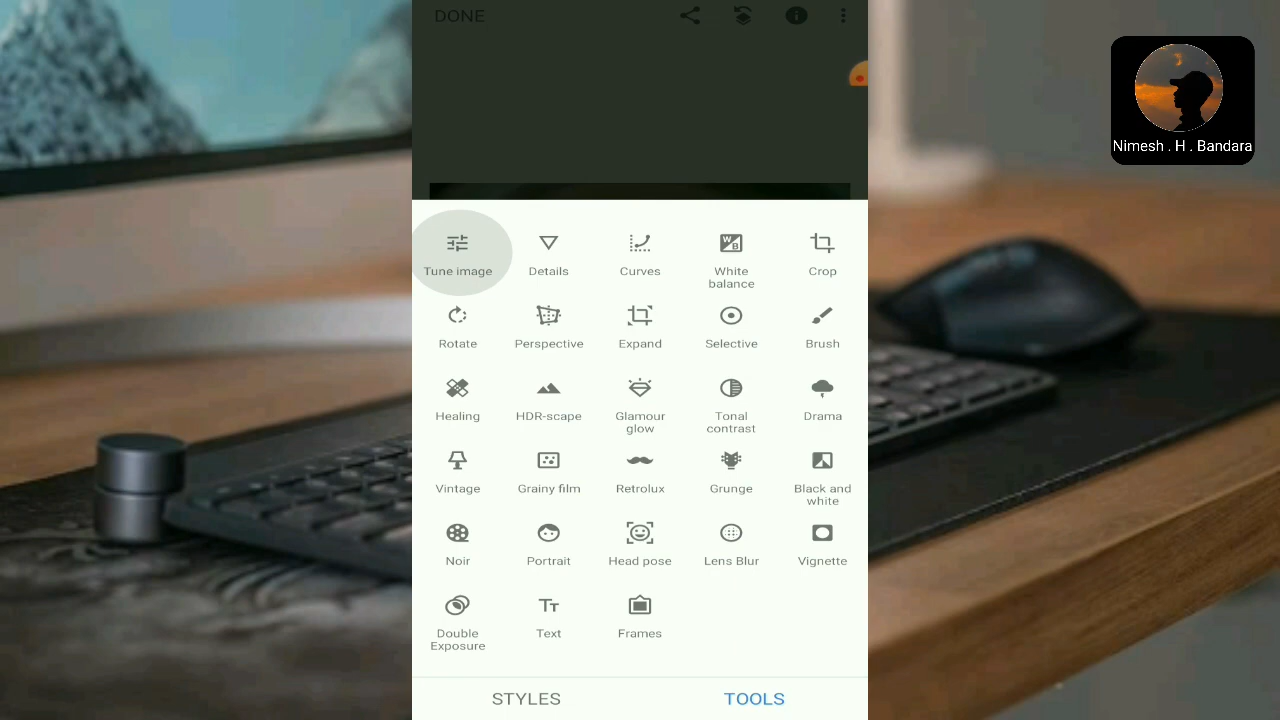 DONE
Nimesh . H . Bandara
Tune image
Details
Curves
White
balance
Crop
Rotate
Perspective
Expand
Selective
Brush
Healing
HDR-scape
Glamour
glow
Tonal
contrast
Drama
Vintage
Grainy film
Retrolux
Grunge
Black and
white
Noir
Portrait
Head pose
Lens Blur
Vignette
Double
Exposure
Text
Frames
STYLES
TOOLS